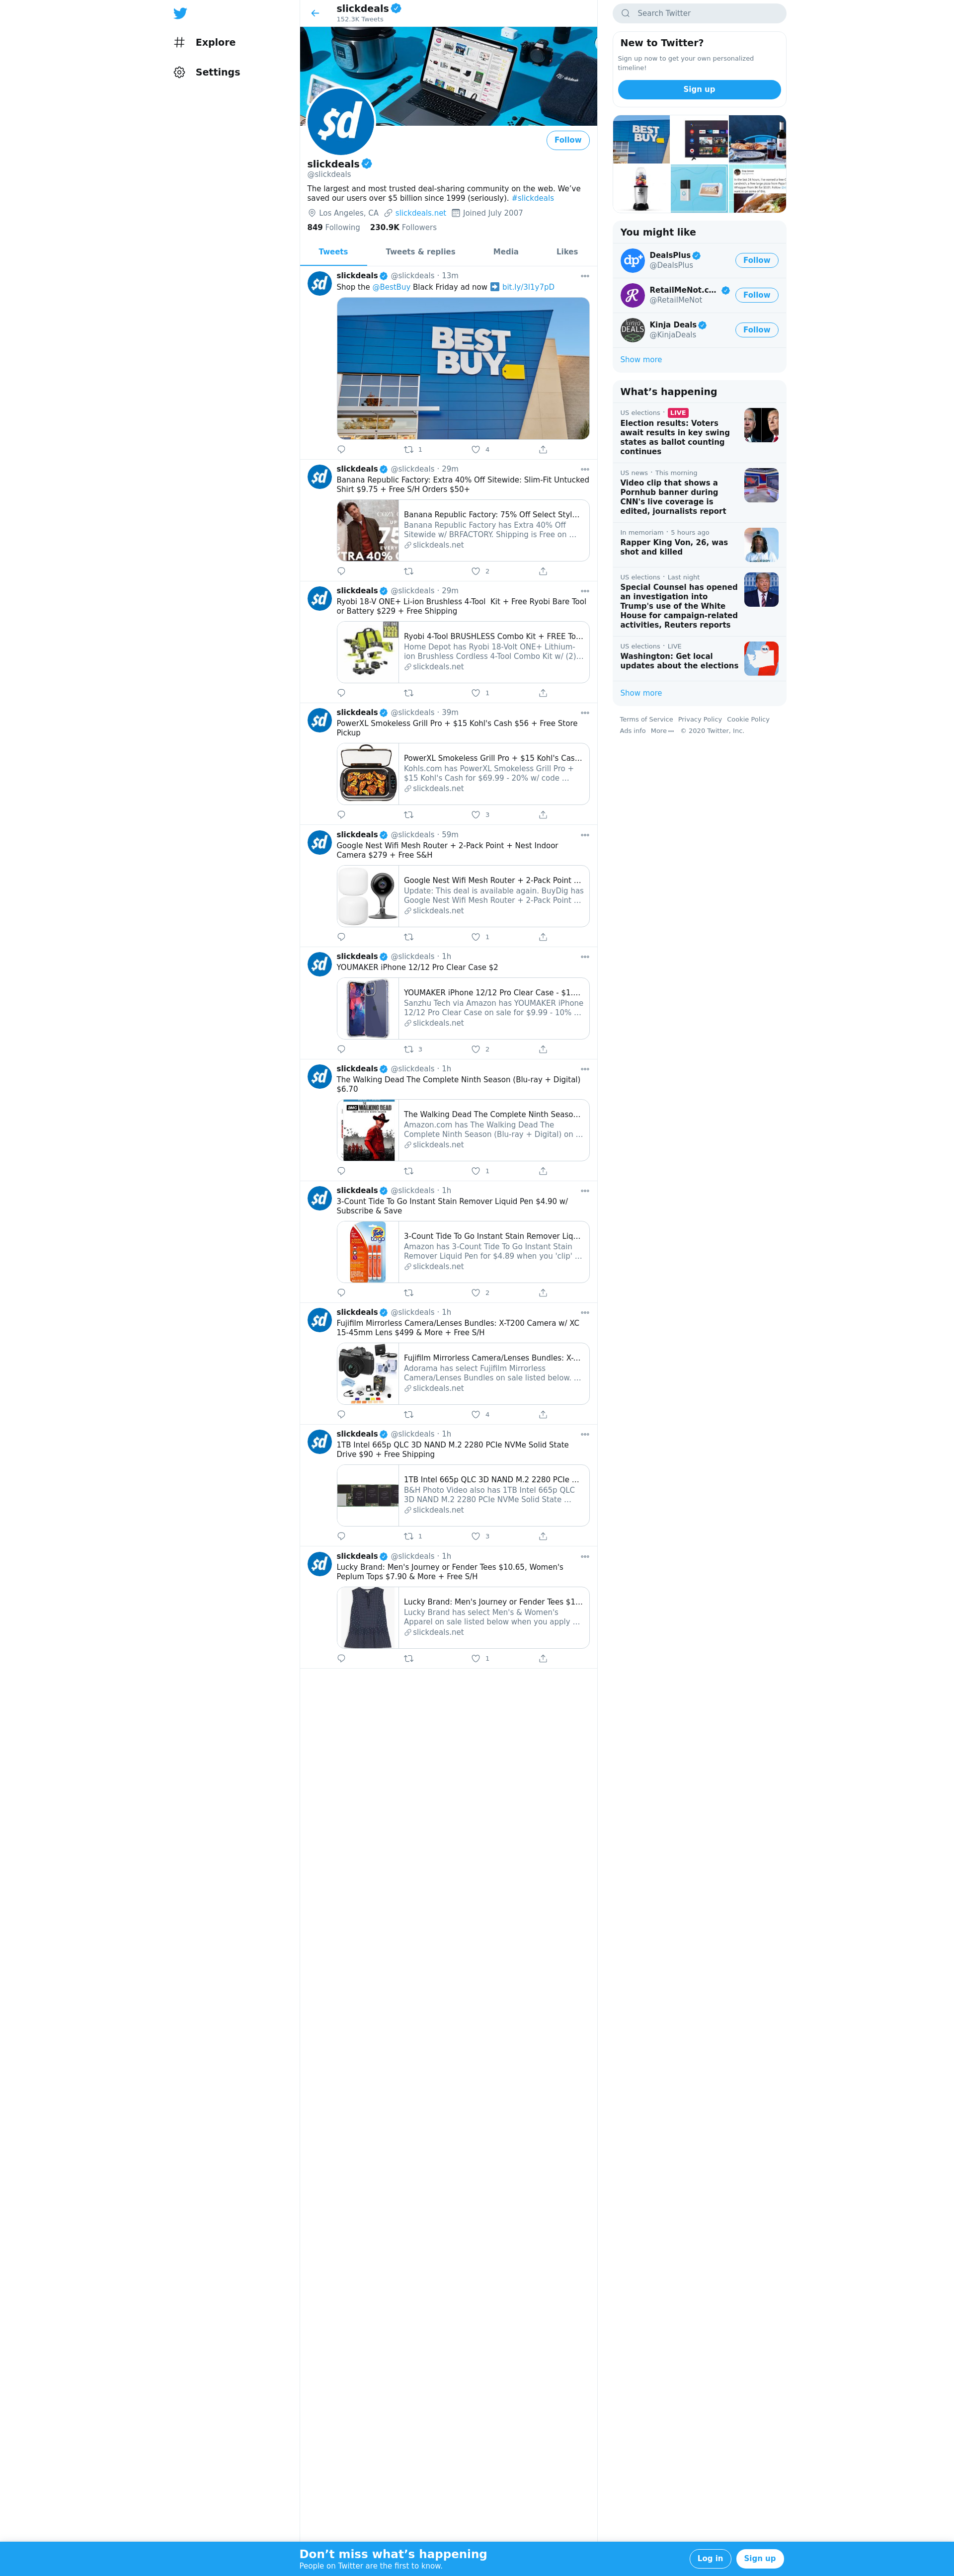 Explore
Settings
slickdeals
152.3K Tweets
$d
Follow
slickdeals
@slickdeals
The largest and most trusted deal-sharing community on the web. We’ve
saved our users over $5 billion since 1999 (seriously). #slickdeals
Los Angeles, CA slickdeals.net Joined July 2007
849 Following 230.9K Followers
Tweets Tweets & replies Media Likes
slickdeals @slickdeals · 13m
Shop the @BestBuy Black Friday ad now ➡ bit.ly/3l1y7pD
BEST
BUY
1 4
slickdeals @slickdeals · 29m
Banana Republic Factory: Extra 40% Off Sitewide: Slim-Fit Untucked
Shirt $9.75 + Free S/H Orders $50+
Banana Republic Factory: 75% Off Select Styl...
Banana Republic Factory has Extra 40% Off
Sitewide w/ BRFACTORY. Shipping is Free on ...
slickdeals.net
2
slickdeals @slickdeals · 29m
Ryobi 18-V ONE+ Li-ion Brushless 4-Tool Kit + Free Ryobi Bare Tool
or Battery $229 + Free Shipping
Ryobi 4-Tool BRUSHLESS Combo Kit + FREE To...
Home Depot has Ryobi 18-Volt ONE+ Lithium-
ion Brushless Cordless 4-Tool Combo Kit w/ (2)...
slickdeals.net
1
slickdeals @slickdeals · 39m
PowerXL Smokeless Grill Pro + $15 Kohl's Cash $56 + Free Store
Pickup
PowerXL Smokeless Grill Pro + $15 Kohl's Cas...
Kohls.com has PowerXL Smokeless Grill Pro +
$15 Kohl's Cash for $69.99 - 20% w/ code ...
slickdeals.net
3
slickdeals @slickdeals · 59m
Google Nest Wifi Mesh Router + 2-Pack Point + Nest Indoor
Camera $279 + Free S&H
Google Nest Wifi Mesh Router + 2-Pack Point ...
Update: This deal is available again. BuyDig has
Google Nest Wifi Mesh Router + 2-Pack Point ...
slickdeals.net
1
slickdeals @slickdeals · 1h
YOUMAKER iPhone 12/12 Pro Clear Case $2
YOUMAKER iPhone 12/12 Pro Clear Case - $1....
Sanzhu Tech via Amazon has YOUMAKER iPhone
12/12 Pro Clear Case on sale for $9.99 - 10% ...
slickdeals.net
3 2
slickdeals @slickdeals · 1h
The Walking Dead The Complete Ninth Season (Blu-ray + Digital)
$6.70
The Walking Dead The Complete Ninth Seaso...
Amazon.com has The Walking Dead The
Complete Ninth Season (Blu-ray + Digital) on ...
slickdeals.net
1
slickdeals @slickdeals · 1h
3-Count Tide To Go Instant Stain Remover Liquid Pen $4.90 w/
Subscribe & Save
3-Count Tide To Go Instant Stain Remover Liq...
Amazon has 3-Count Tide To Go Instant Stain
Remover Liquid Pen for $4.89 when you 'clip' ...
slickdeals.net
2
slickdeals @slickdeals · 1h
Fujifilm Mirrorless Camera/Lenses Bundles: X-T200 Camera w/ XC
15-45mm Lens $499 & More + Free S/H
Fujifilm Mirrorless Camera/Lenses Bundles: X-...
Adorama has select Fujifilm Mirrorless
Camera/Lenses Bundles on sale listed below. ...
slickdeals.net
4
slickdeals @slickdeals · 1h
1TB Intel 665p QLC 3D NAND M.2 2280 PCIe NVMe Solid State
Drive $90 + Free Shipping
1TB Intel 665p QLC 3D NAND M.2 2280 PCIe ...
B&H Photo Video also has 1TB Intel 665p QLC
3D NAND M.2 2280 PCIe NVMe Solid State ...
slickdeals.net
1 3
slickdeals @slickdeals · 1h
Lucky Brand: Men's Journey or Fender Tees $10.65, Women's
Peplum Tops $7.90 & More + Free S/H
Lucky Brand: Men's Journey or Fender Tees $1...
Lucky Brand has select Men's & Women's
Apparel on sale listed below when you apply ...
slickdeals.net
1
Search Twitter
New to Twitter?
Sign up now to get your own personalized
timeline!
Sign up
BEST
BUY
You might like
dp+
DealsPlus
@DealsPlus
Follow
R
RetailMeNot.c...
@RetailMeNot
Follow
DEALS
Kinja Deals
@KinjaDeals
Follow
Show more
What’s happening
US elections · LIVE
Election results: Voters
await results in key swing
states as ballot counting
continues
US news · This morning
Video clip that shows a
Pornhub banner during
CNN's live coverage is
edited, journalists report
In memoriam · 5 hours ago
Rapper King Von, 26, was
shot and killed
US elections · Last night
Special Counsel has opened
an investigation into
Trump's use of the White
House for campaign-related
activities, Reuters reports
US elections · LIVE
Washington: Get local
updates about the elections
Show more
Terms of Service Privacy Policy Cookie Policy
Ads info More © 2020 Twitter, Inc.
Don’t miss what’s happening
People on Twitter are the first to know.
Log in
Sign up